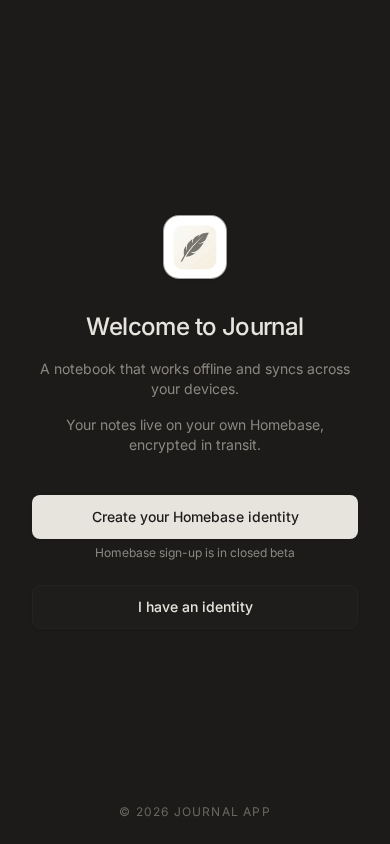 Welcome to Journal
A notebook that works offline and syncs across
your devices.
Your notes live on your own Homebase,
encrypted in transit.
Create your Homebase identity
Homebase sign-up is in closed beta
I have an identity
© 2026 JOURNAL APP